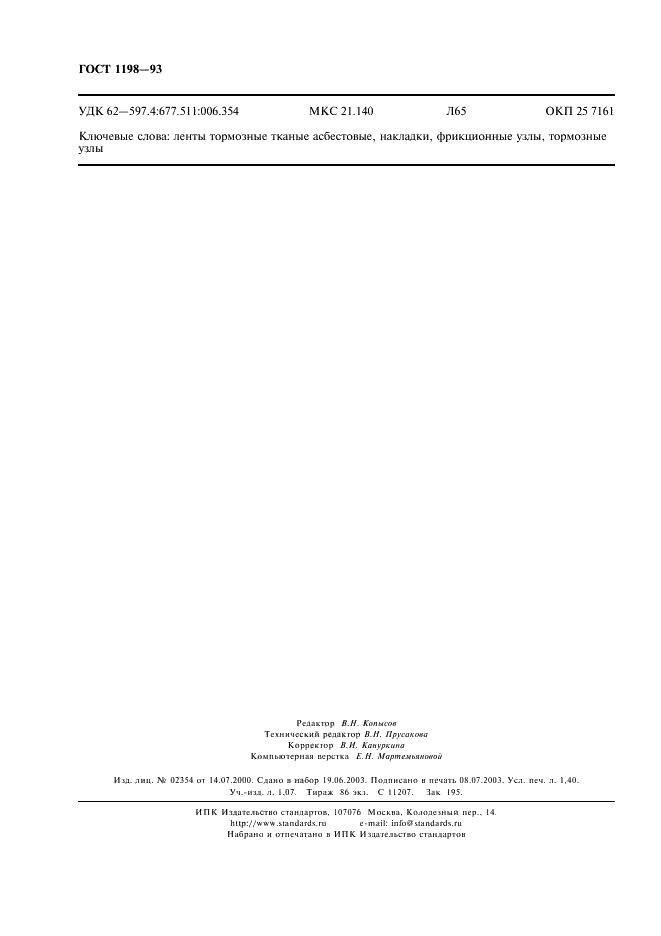 ГОСТ 1198—93
УДК 62—597.4:677.511:006.354 МКС 21.140 Л65 ОКП 25 7161
Ключевые слова: ленты тормозные тканые асбестовые, накладки, фрикционные узлы, тормозные
узлы
Редактор В.Н. Копысов
Технический редактор В.Н. Прусакова
Корректор В.И. Кануркина
Компьютерная верстка Е.Н. Мартемьяновой
Изд. лиц. № 02354 от 14.07.2000. Сдано в набор 19.06.2003. Подписано в печать 08.07.2003. Усл. печ. л. 1,40.
Уч.-изд. л. 1,07. Тираж 86 экз. С 11207. Зак 195.
ИПК Издательство стандартов, 107076 Москва, Колодезный пер., 14.
http://www.standards.ru e-mail: info@standards.ru
Набрано и отпечатано в ИПК Издательство стандартов